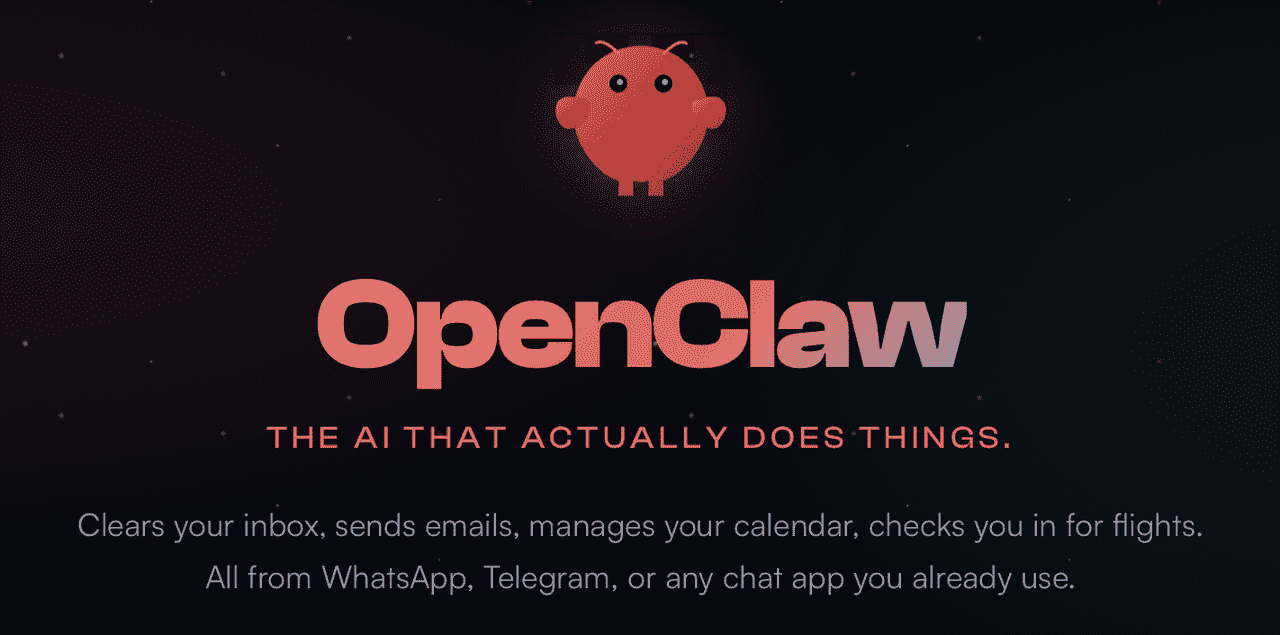 OpenClaw
THE AI THAT ACTUALLY DOES THINGS.
Clears your inbox, sends emails, manages your calendar, checks you in for flights.
All from WhatsApp, Telegram, or any chat app you already use.